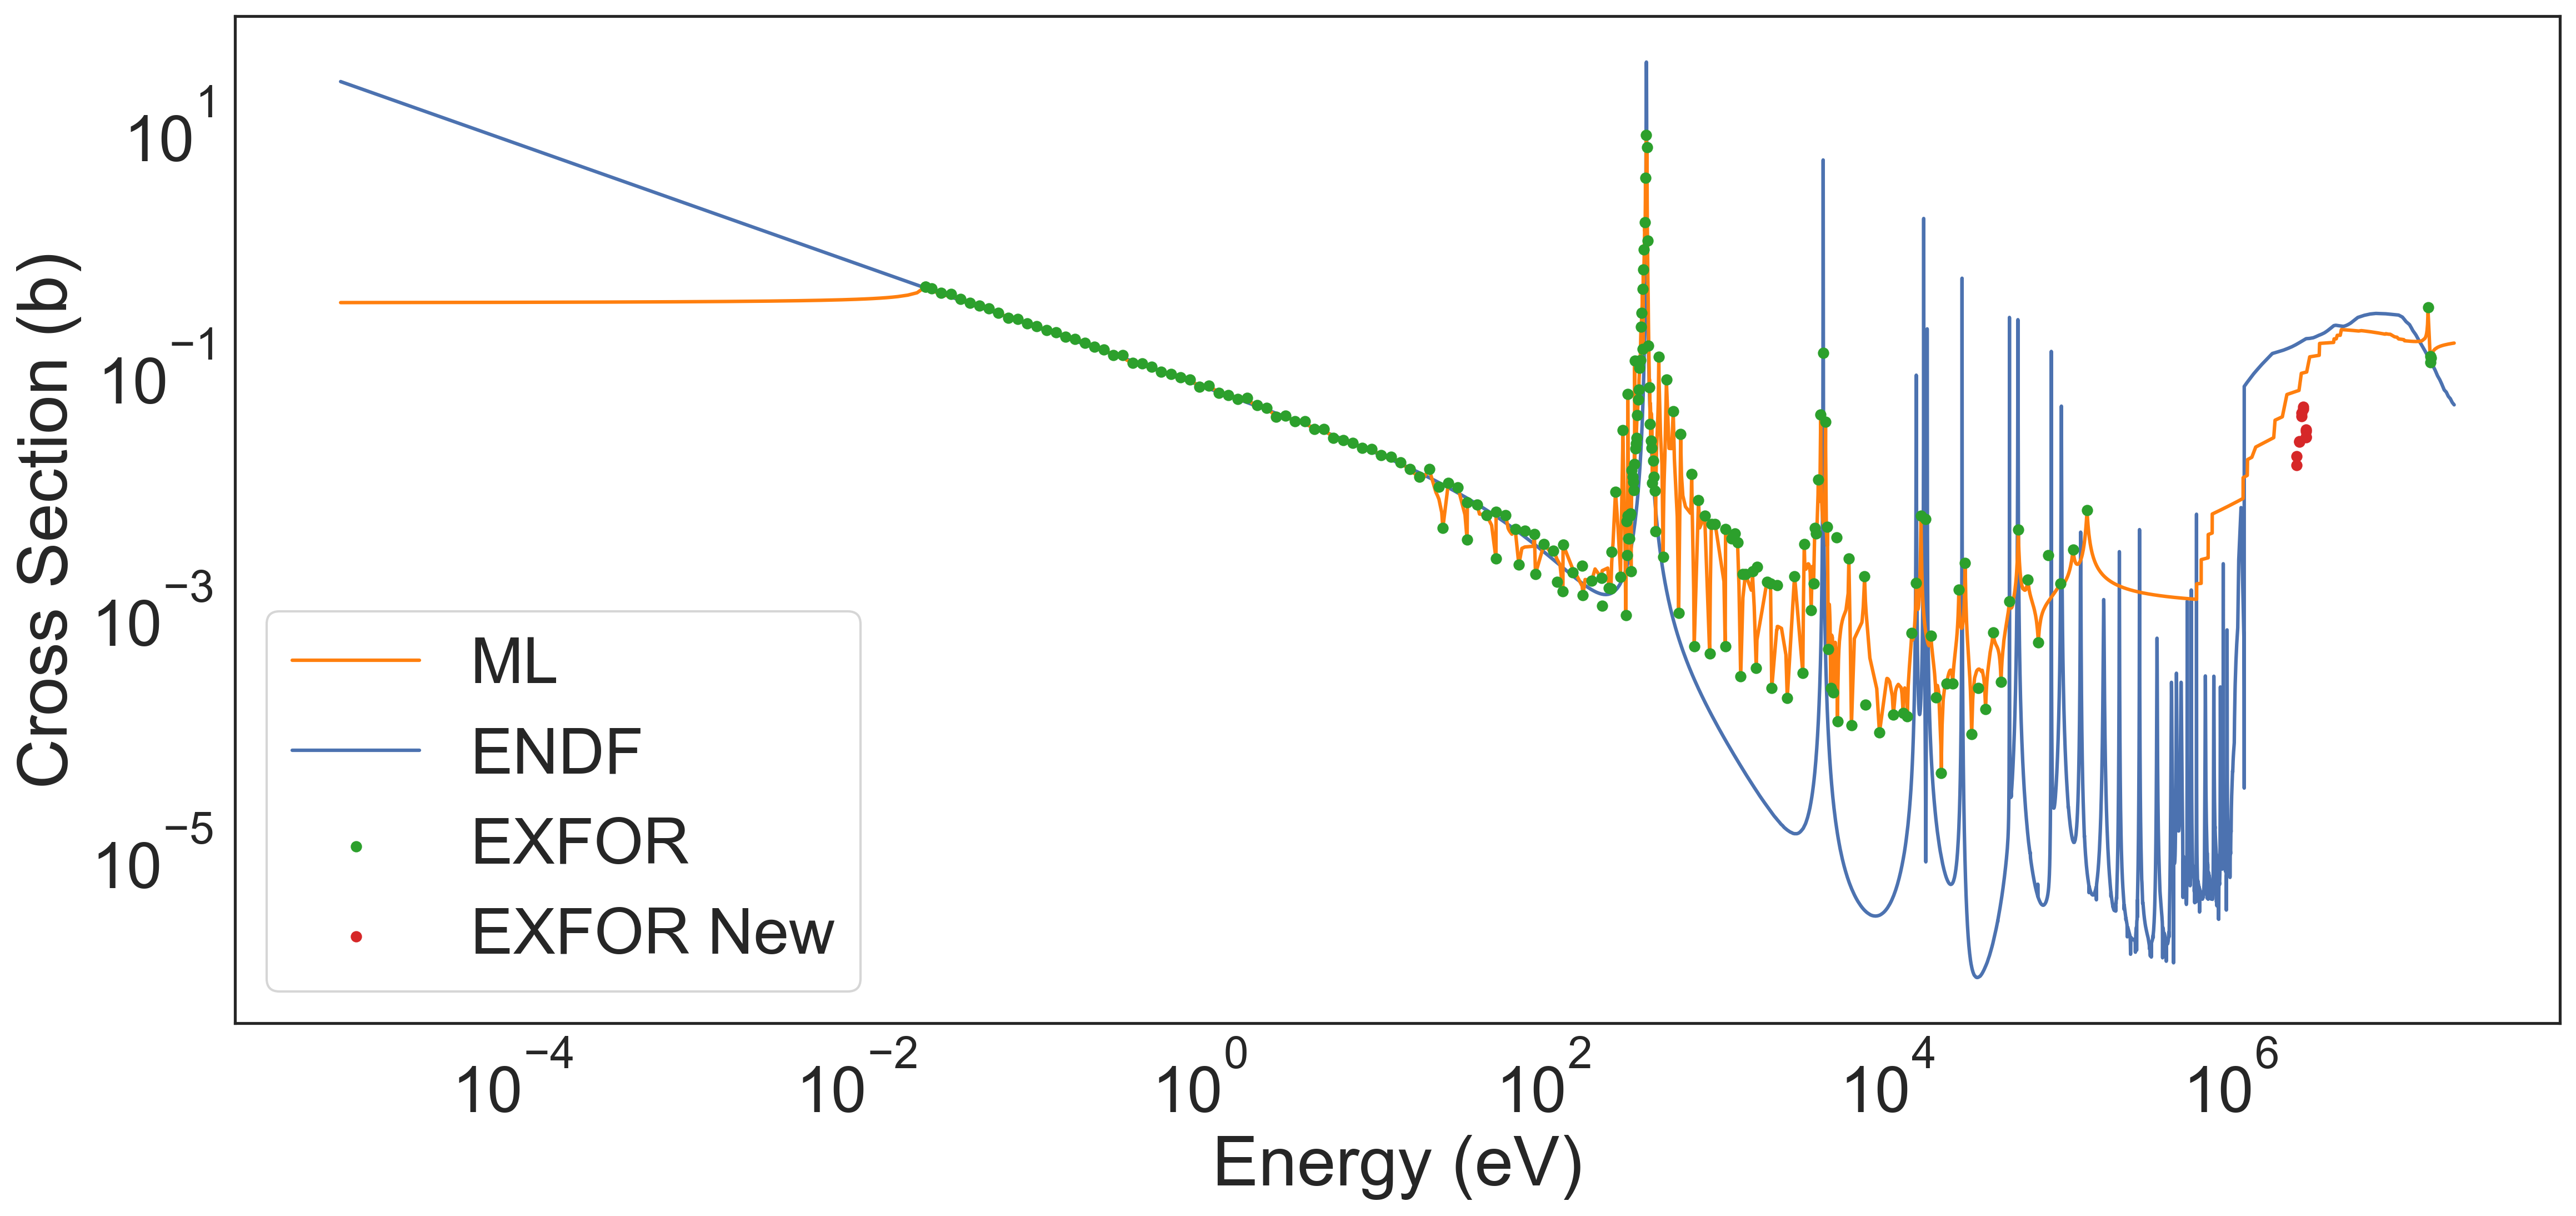 Cross Section (b)
10^1
10^−1
10^−3
10^−5
ML
ENDF
EXFOR
EXFOR New
10^−4 10^−2 10^0 10^2 10^4 10^6
Energy (eV)